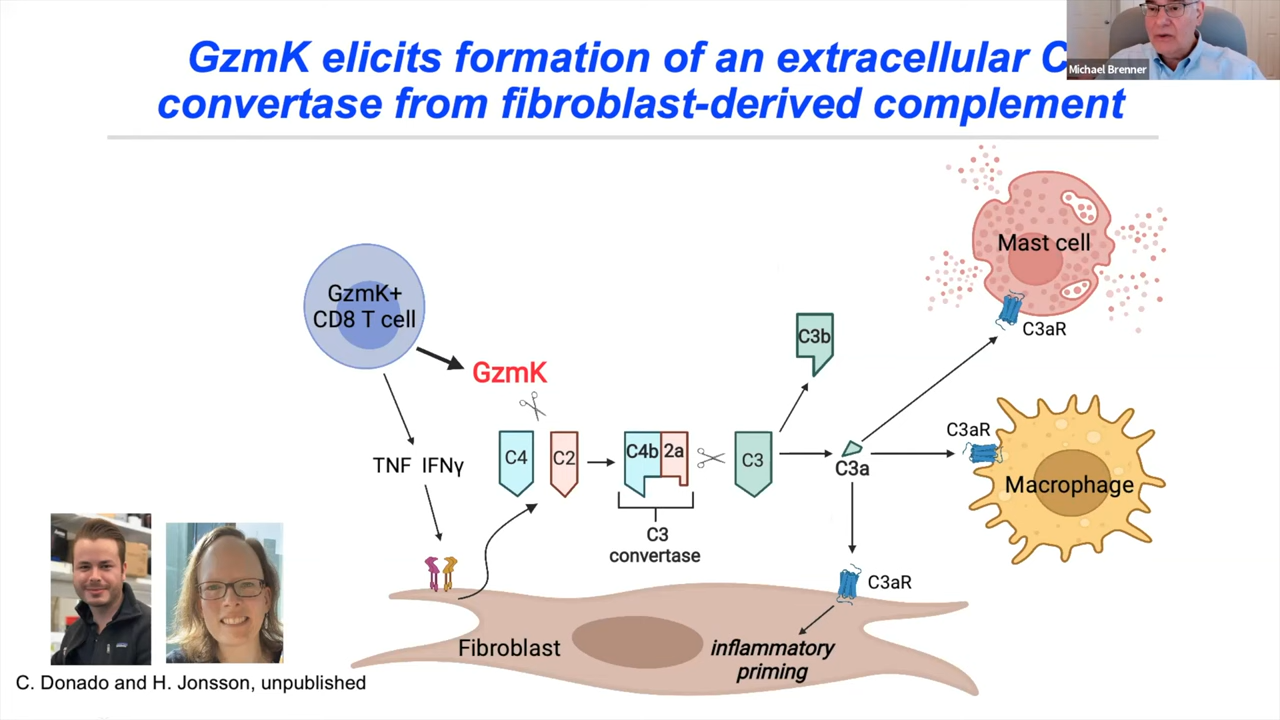 GzmK elicits formation of an extracellular C
convertase from fibroblast-derived complement
Michael Brenner
Mast cell
C3aR
GzmK+
CD8 T cell
GzmK
C3b
TNF IFNγ
C4
C2
C4b
2a
C3
C3a
C3aR
Macrophage
C3
convertase
C3aR
Fibroblast
inflammatory
priming
C. Donado and H. Jonsson, unpublished